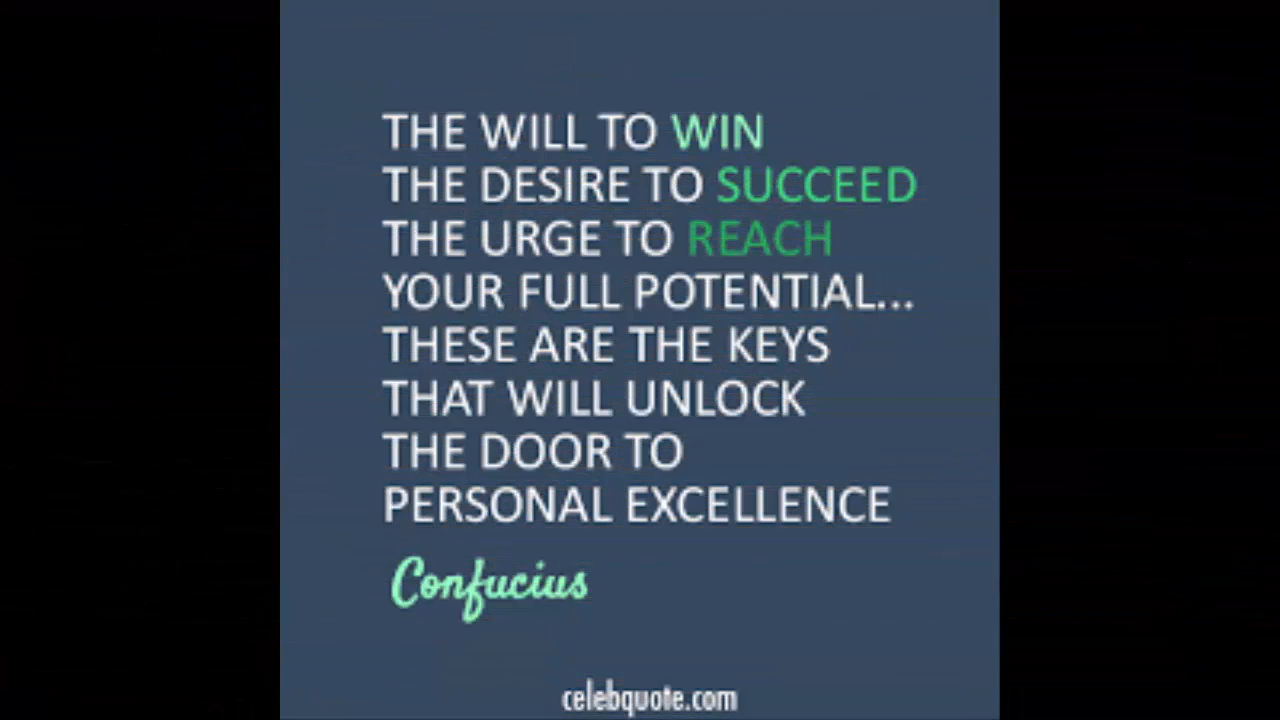 THE WILL TO WIN
THE DESIRE TO SUCCEED
THE URGE TO REACH
YOUR FULL POTENTIAL...
THESE ARE THE KEYS
THAT WILL UNLOCK
THE DOOR TO
PERSONAL EXCELLENCE
Confucius
celebquote.com